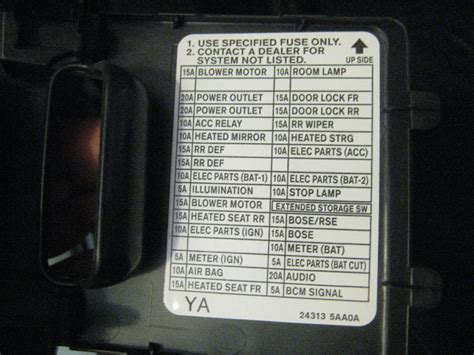 1. USE SPECIFIED FUSE ONLY.
2. CONTACT A DEALER FOR
SYSTEM NOT LISTED.
UP SIDE
15A BLOWER MOTOR 10A ROOM LAMP
20A POWER OUTLET 15A DOOR LOCK FR
20A POWER OUTLET 15A DOOR LOCK RR
10A ACC RELAY 15A RR WIPER
10A HEATED MIRROR 10A HEATED STRG
15A RR DEF 10A ELEC PARTS (ACC)
15A RR DEF
10A ELEC PARTS (BAT-1) 10A ELEC PARTS (BAT-2)
5A ILLUMINATION 10A STOP LAMP
15A BLOWER MOTOR EXTENDED STORAGE SW
15A HEATED SEAT RR 15A BOSE/RSE
10A ELEC PARTS (IGN) 15A BOSE
10A METER (BAT)
5A METER (IGN) 5A ELEC PARTS (BAT CUT)
10A AIR BAG 20A AUDIO
15A HEATED SEAT FR 5A BCM SIGNAL
YA 24313 5AA0A